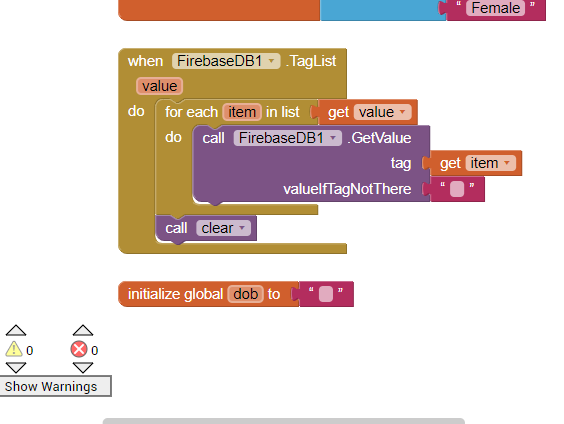 “ Female ”
when FirebaseDB1 .TagList
value
do for each item in list get value
do call FirebaseDB1 .GetValue
tag get item
valueIfTagNotThere “ ”
call clear
initialize global dob to “ ”
0 0
Show Warnings